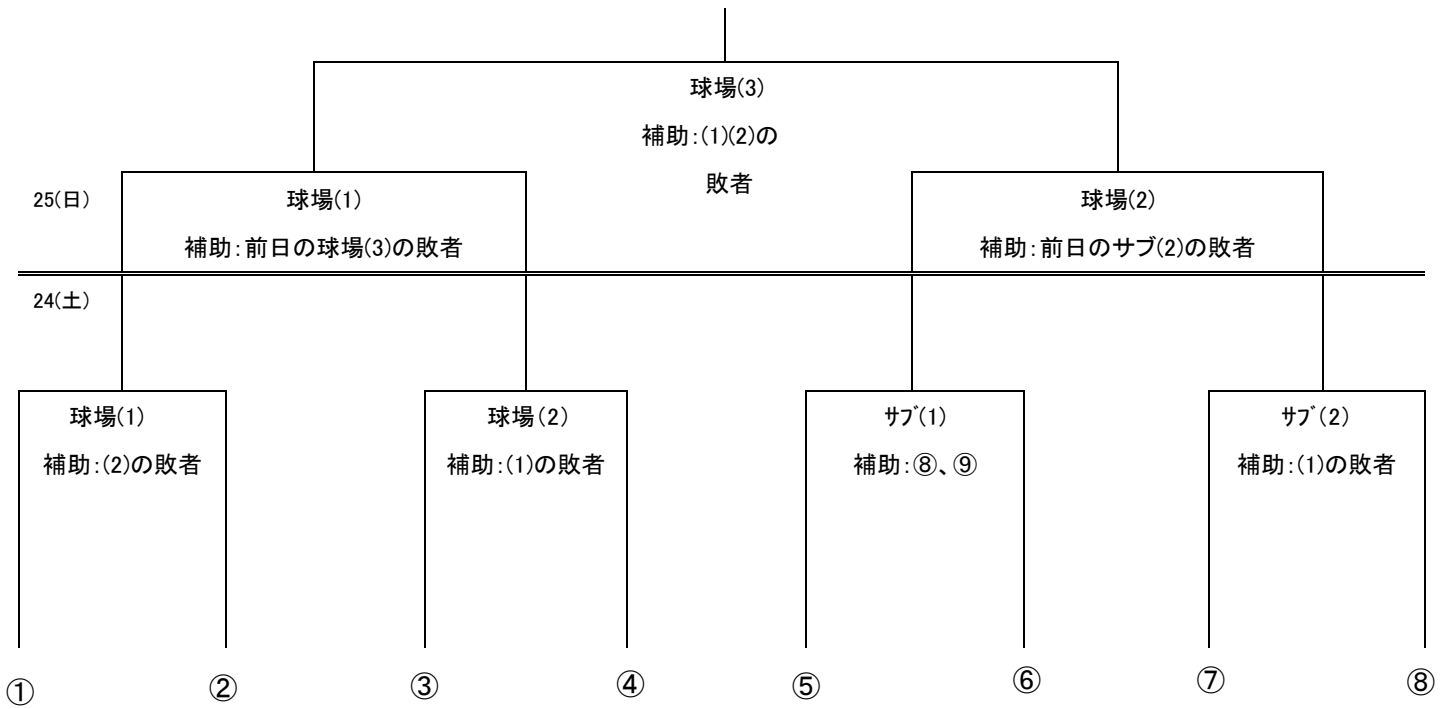 球場(3)
補助:(1)(2)の
敗者
25(日)
球場(1)
球場(2)
補助:前日の球場(3)の敗者
補助:前日のサブ(2)の敗者
24(土)
球場(1)
球場(2)
ｻﾌﾞ(1)
ｻﾌﾞ(2)
補助:(2)の敗者
補助:(1)の敗者
補助:⑧、⑨
補助:(1)の敗者
①
②
③
④
⑤
⑥
⑦
⑧